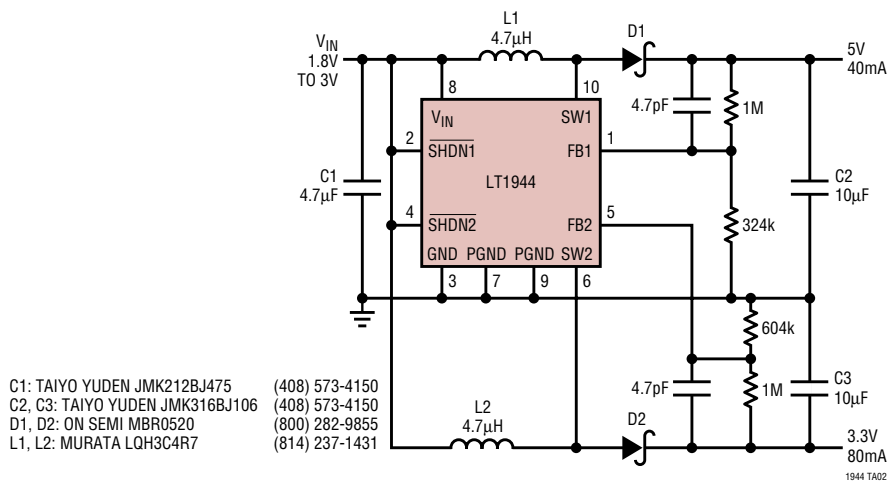 L1
4.7µH
D1
VIN
1.8V
TO 3V
5V
40mA
8
10
4.7pF
1M
VIN
SW1
2
SHDN1
FB1
1
C1
4.7µF
LT1944
C2
10µF
4
SHDN2
FB2
5
324k
GND
PGND
PGND
SW2
3
7
9
6
604k
C1: TAIYO YUDEN JMK212BJ475 (408) 573-4150
C2, C3: TAIYO YUDEN JMK316BJ106 (408) 573-4150
D1, D2: ON SEMI MBR0520 (800) 282-9855
L1, L2: MURATA LQH3C4R7 (814) 237-1431
4.7pF
1M
C3
10µF
L2
4.7µH
D2
3.3V
80mA
1944 TA02